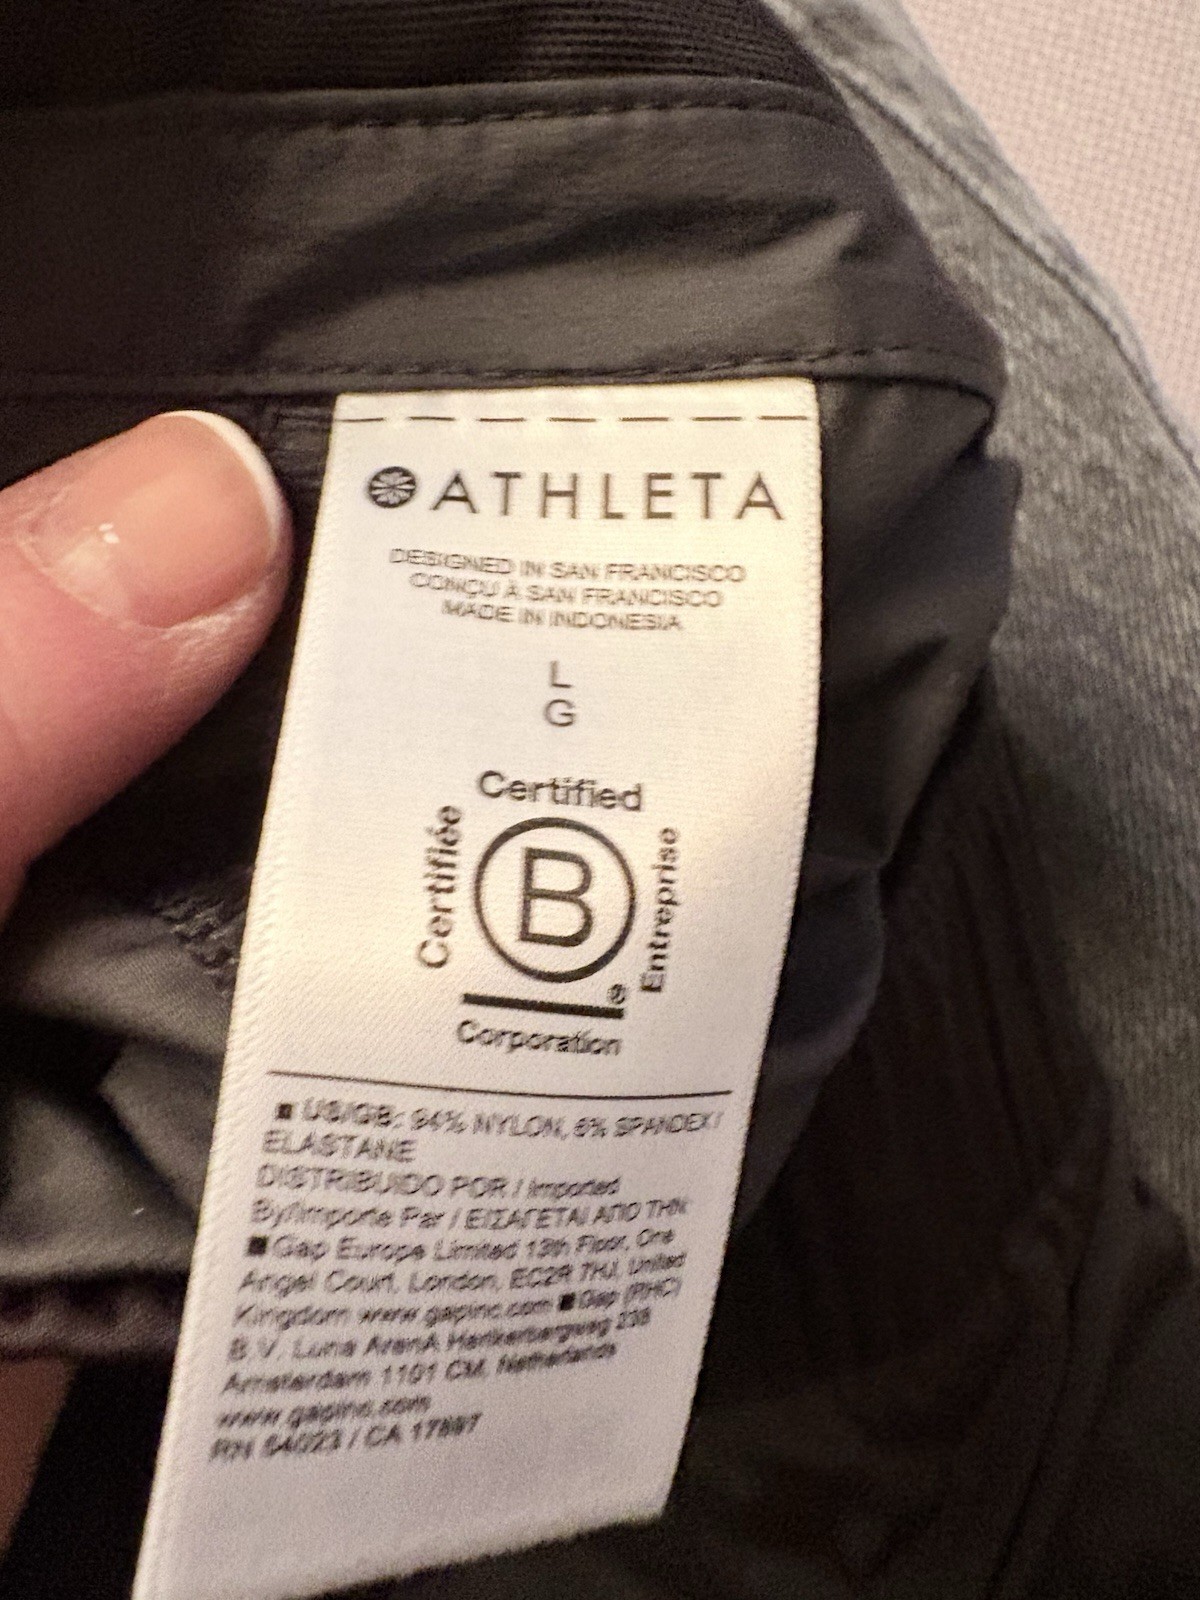 ATHLETA
DESIGNED IN SAN FRANCISCO
CONÇU À SAN FRANCISCO
MADE IN INDONESIA
L
G
Certified
Certifiée
B
Entreprise
®
Corporation
■ US/GB: 94% NYLON, 6% SPANDEX /
ELASTANE
DISTRIBUIDO POR / Imported
By/Importe Par / ΕΙΣΑΓΕΤΑΙ ΑΠΟ ΤΗΝ
■ Gap Europe Limited 13th Floor, One
Angel Court, London, EC2R 7HJ, United
Kingdom www.gapinc.com ■ Gap (RHC)
B.V. Luna ArenA Herikerbergweg 238
Amsterdam 1101 CM, Netherlands
www.gapinc.com
RN 54023 / CA 17897